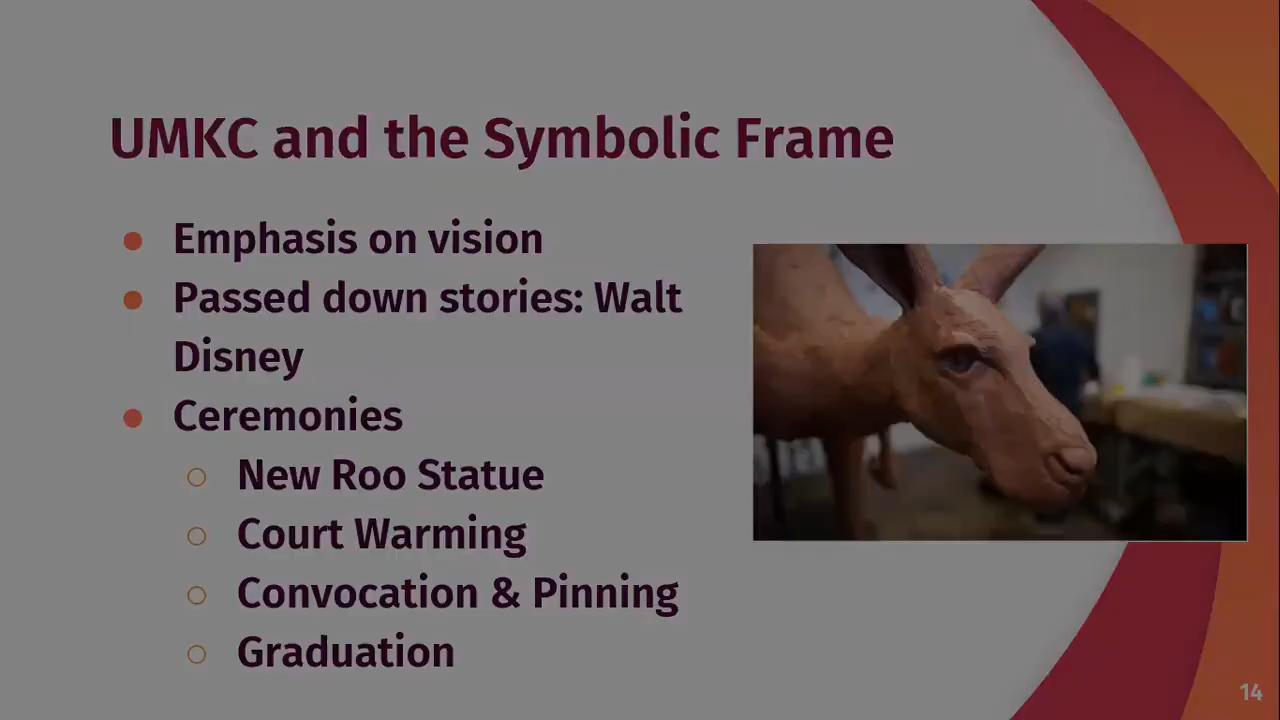 UMKC and the Symbolic Frame
● Emphasis on vision
● Passed down stories: Walt
Disney
● Ceremonies
○ New Roo Statue
○ Court Warming
○ Convocation & Pinning
○ Graduation
14